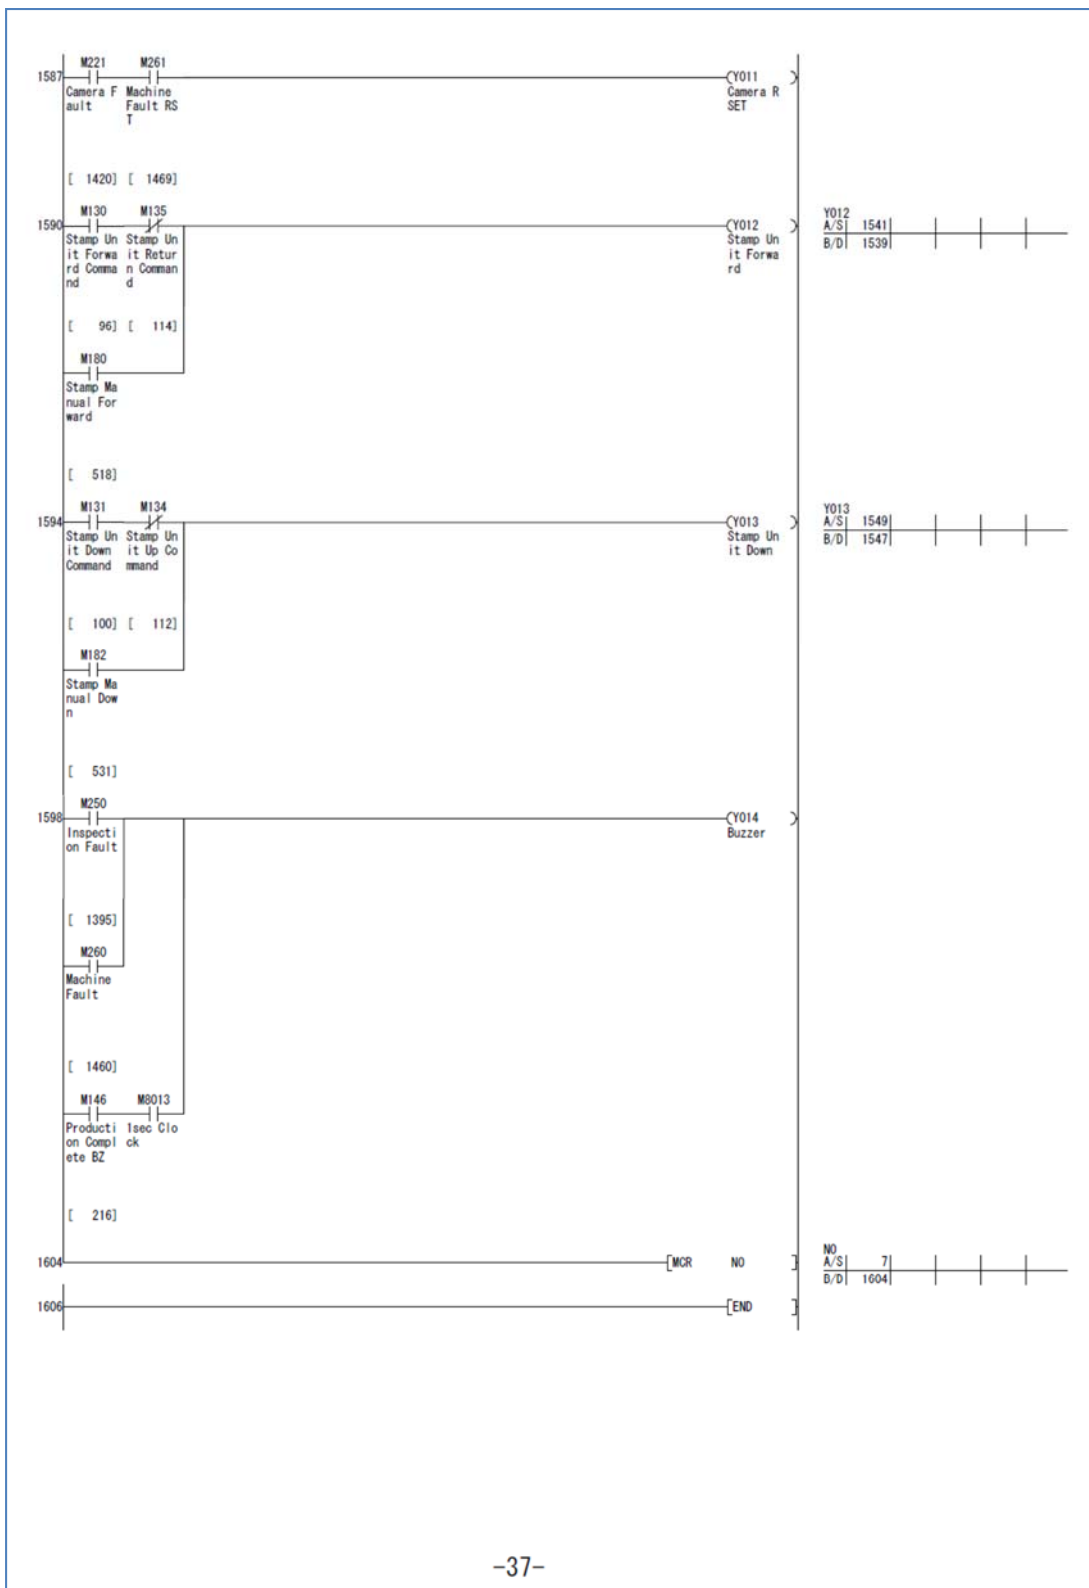 M221 M261
1587 (Y011 )
Camera F Machine Camera R
ault Fault RS SET
T
[ 1420] [ 1469]
M130 M135 Y012
1590 (Y012 ) A/S| 1541|
Stamp Un Stamp Un Stamp Un B/D| 1539|
it Forwa it Retur it Forwa
rd Comma n Comman rd
nd d
[ 96] [ 114]
M180
Stamp Ma
nual For
ward
[ 518]
M131 M134 Y013
1594 (Y013 ) A/S| 1549|
Stamp Un Stamp Un Stamp Un B/D| 1547|
it Down it Up Co it Down
Command mmand
[ 100] [ 112]
M182
Stamp Ma
nual Dow
n
[ 531]
M250
1598 (Y014 )
Inspecti Buzzer
on Fault
[ 1395]
M260
Machine
Fault
[ 1460]
M146 M8013
Producti 1sec Clo
on Compl ck
ete BZ
[ 216]
N0
1604 [MCR N0 ] A/S| 7|
B/D| 1604|
1606 [END ]
-37-